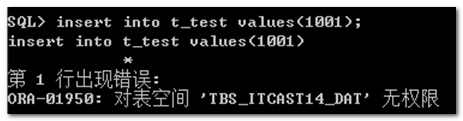 SQL> insert into t_test values(1001);
insert into t_test values(1001)
*
第 1 行出现错误:
ORA-01950: 对表空间 'TBS_ITCAST14_DAT' 无权限